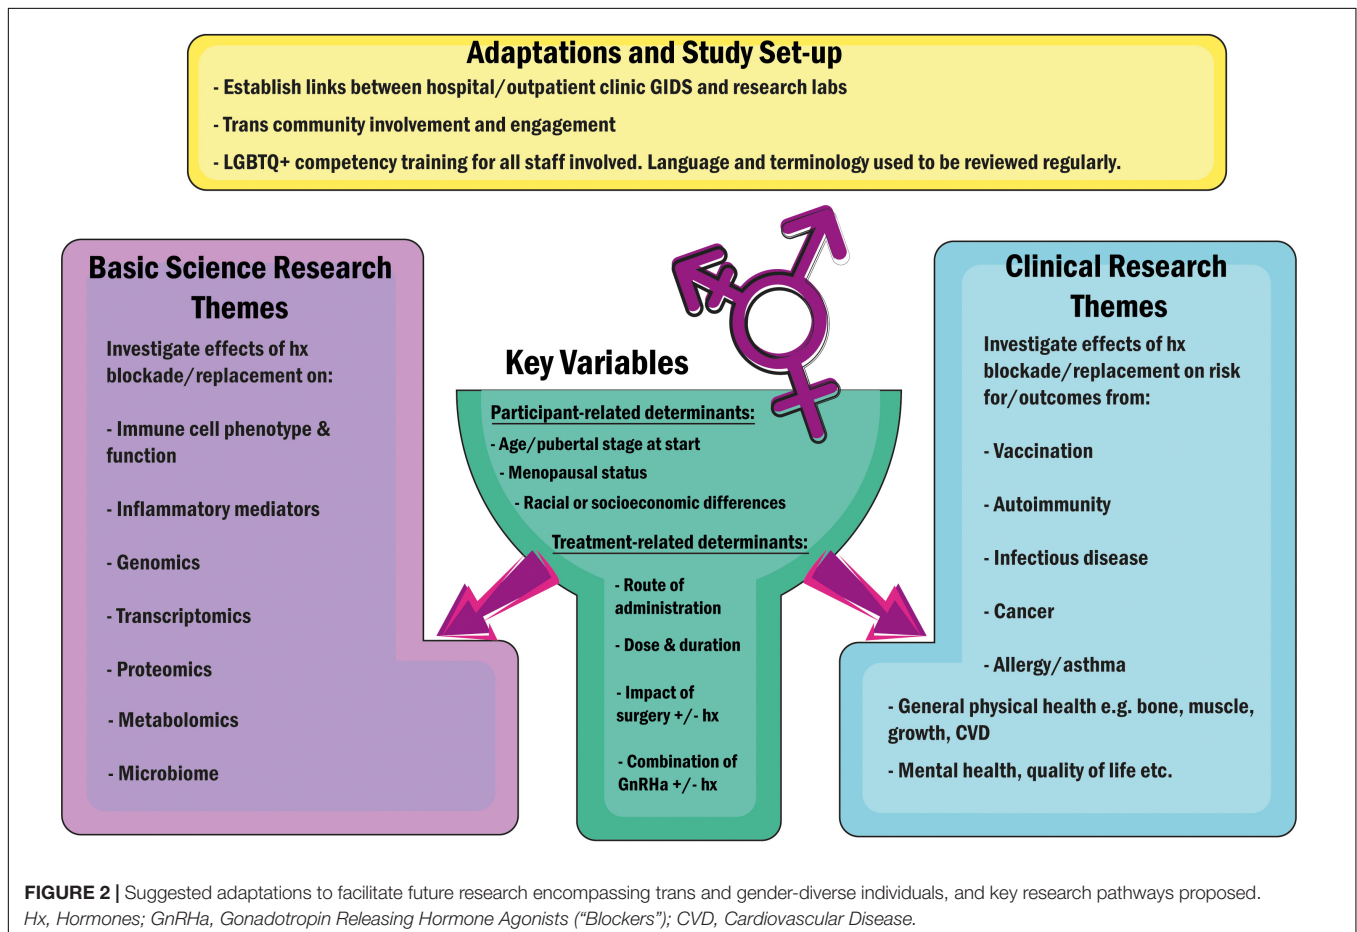 Adaptations and Study Set-up
- Establish links between hospital/outpatient clinic GIDS and research labs
- Trans community involvement and engagement
- LGBTQ+ competency training for all staff involved. Language and terminology used to be reviewed regularly.
Basic Science Research
Themes
Investigate effects of hx
blockade/replacement on:
- Immune cell phenotype &
function
- Inflammatory mediators
- Genomics
- Transcriptomics
- Proteomics
- Metabolomics
- Microbiome
Key Variables
Participant-related determinants:
- Age/pubertal stage at start
- Menopausal status
- Racial or socioeconomic differences
Treatment-related determinants:
- Route of
administration
- Dose & duration
- Impact of
surgery +/- hx
- Combination of
GnRHa +/- hx
Clinical Research
Themes
Investigate effects of hx
blockade/replacement on risk
for/outcomes from:
- Vaccination
- Autoimmunity
- Infectious disease
- Cancer
- Allergy/asthma
- General physical health e.g. bone, muscle,
growth, CVD
- Mental health, quality of life etc.
FIGURE 2 | Suggested adaptations to facilitate future research encompassing trans and gender-diverse individuals, and key research pathways proposed.
Hx, Hormones; GnRHa, Gonadotropin Releasing Hormone Agonists (“Blockers”); CVD, Cardiovascular Disease.